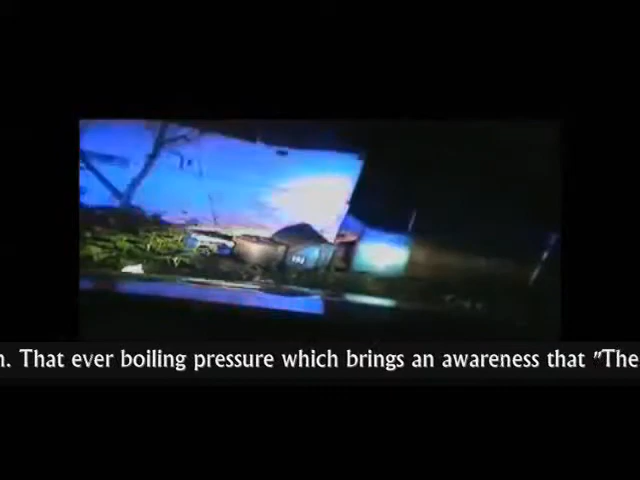 n. That ever boiling pressure which brings an awareness that "The